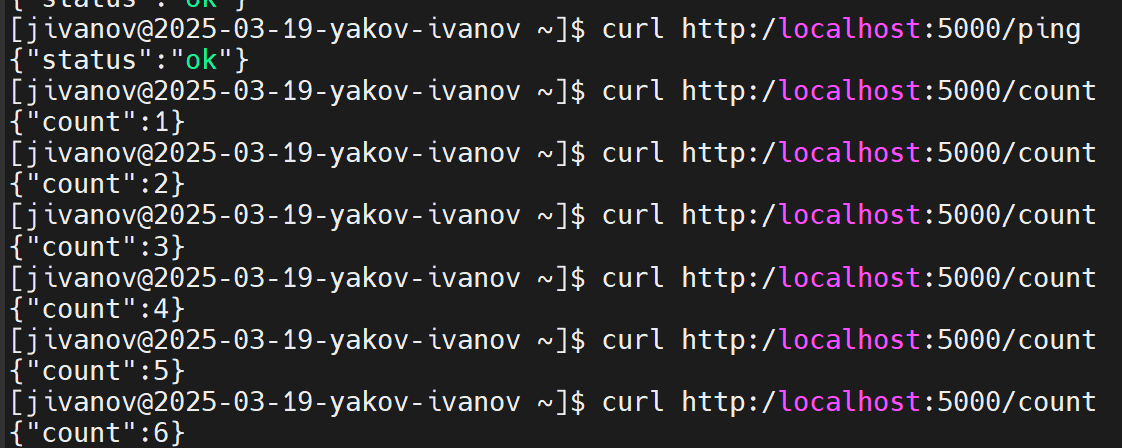 {"status":"ok"}
[jivanov@2025-03-19-yakov-ivanov ~]$ curl http:/localhost:5000/ping
{"status":"ok"}
[jivanov@2025-03-19-yakov-ivanov ~]$ curl http:/localhost:5000/count
{"count":1}
[jivanov@2025-03-19-yakov-ivanov ~]$ curl http:/localhost:5000/count
{"count":2}
[jivanov@2025-03-19-yakov-ivanov ~]$ curl http:/localhost:5000/count
{"count":3}
[jivanov@2025-03-19-yakov-ivanov ~]$ curl http:/localhost:5000/count
{"count":4}
[jivanov@2025-03-19-yakov-ivanov ~]$ curl http:/localhost:5000/count
{"count":5}
[jivanov@2025-03-19-yakov-ivanov ~]$ curl http:/localhost:5000/count
{"count":6}